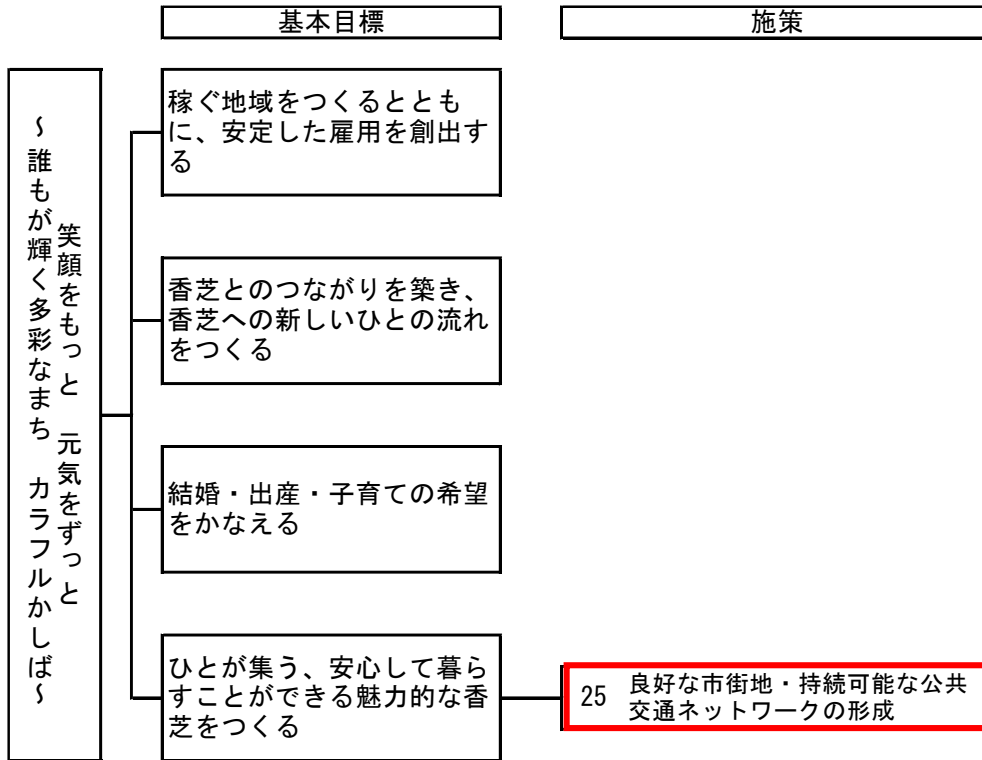 基本目標
施策
笑顔をもっと 元気をずっと
~誰もが輝く多彩なまち カラフルかしば~
稼ぐ地域をつくるととも
に、安定した雇用を創出す
る
香芝とのつながりを築き、
香芝への新しいひとの流れ
をつくる
結婚・出産・子育ての希望
をかなえる
ひとが集う、安心して暮ら
すことができる魅力的な香
芝をつくる
25 良好な市街地・持続可能な公共
交通ネットワークの形成